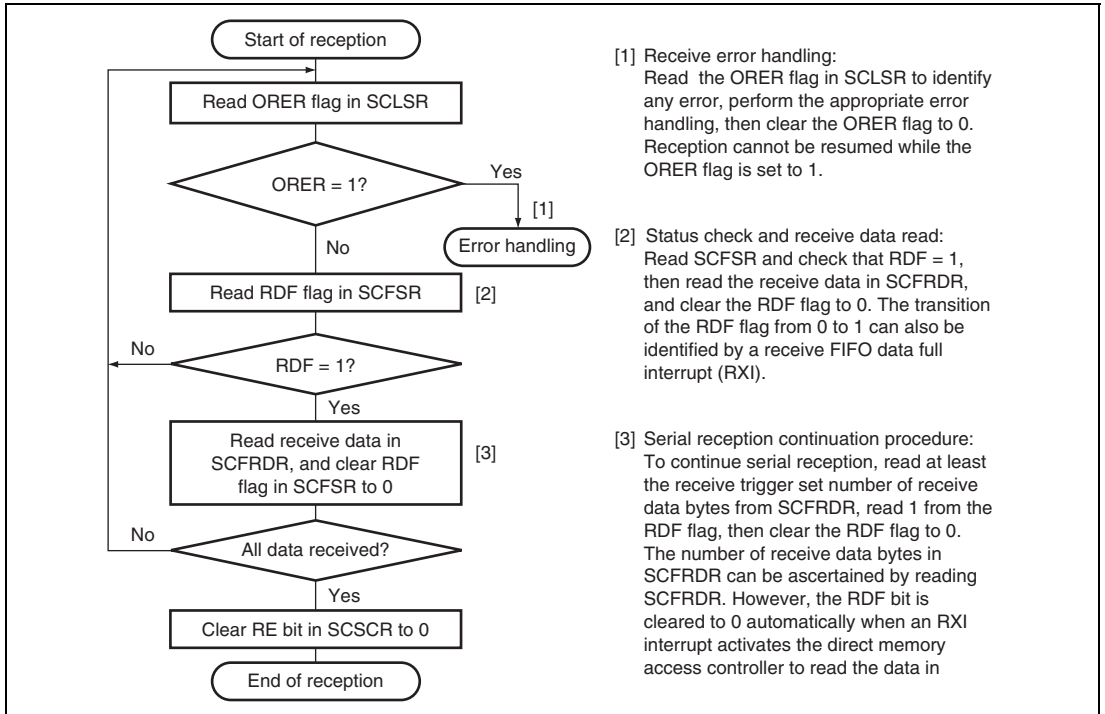 Start of reception
Read ORER flag in SCLSR
ORER = 1?
Yes
[1]
Error handling
No
Read RDF flag in SCFSR
[2]
No
RDF = 1?
Yes
Read receive data in
SCFRDR, and clear RDF
flag in SCFSR to 0
[3]
No
All data received?
Yes
Clear RE bit in SCSCR to 0
End of reception
[1] Receive error handling:
Read the ORER flag in SCLSR to identify
any error, perform the appropriate error
handling, then clear the ORER flag to 0.
Reception cannot be resumed while the
ORER flag is set to 1.
[2] Status check and receive data read:
Read SCFSR and check that RDF = 1,
then read the receive data in SCFRDR,
and clear the RDF flag to 0. The transition
of the RDF flag from 0 to 1 can also be
identified by a receive FIFO data full
interrupt (RXI).
[3] Serial reception continuation procedure:
To continue serial reception, read at least
the receive trigger set number of receive
data bytes from SCFRDR, read 1 from the
RDF flag, then clear the RDF flag to 0.
The number of receive data bytes in
SCFRDR can be ascertained by reading
SCFRDR. However, the RDF bit is
cleared to 0 automatically when an RXI
interrupt activates the direct memory
access controller to read the data in